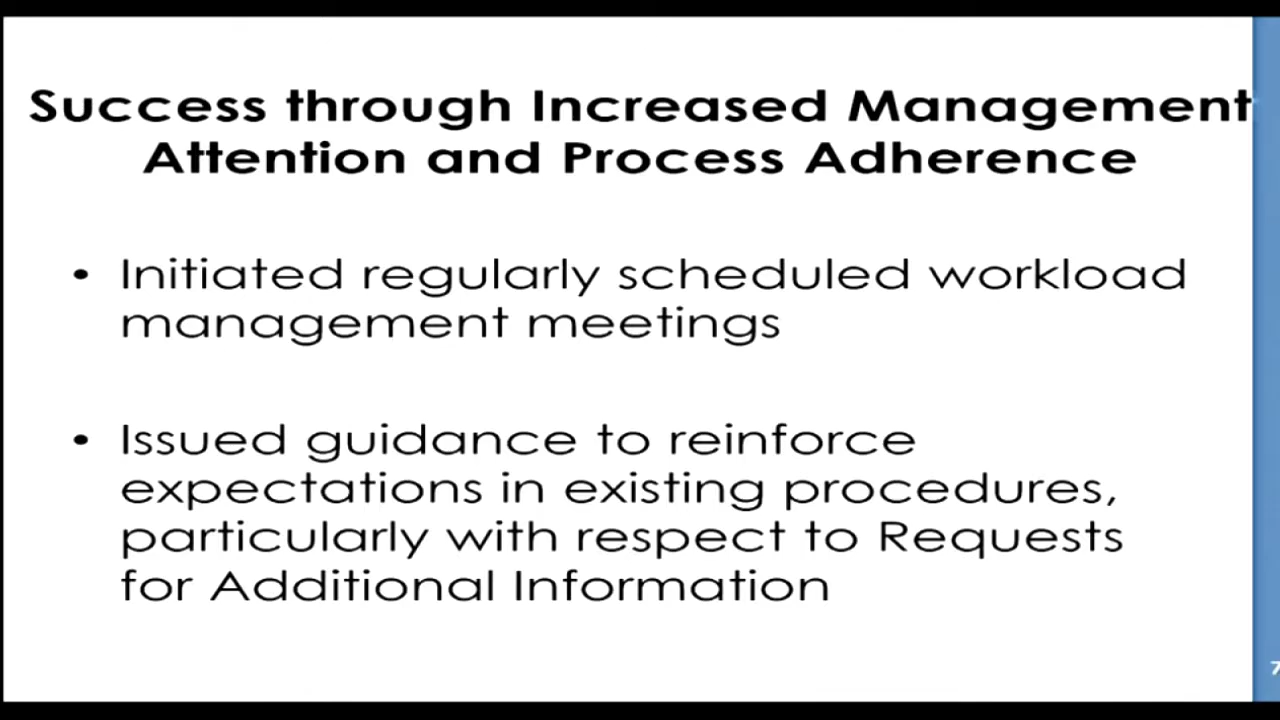 Success through Increased Management
Attention and Process Adherence
• Initiated regularly scheduled workload
management meetings
• Issued guidance to reinforce
expectations in existing procedures,
particularly with respect to Requests
for Additional Information
7